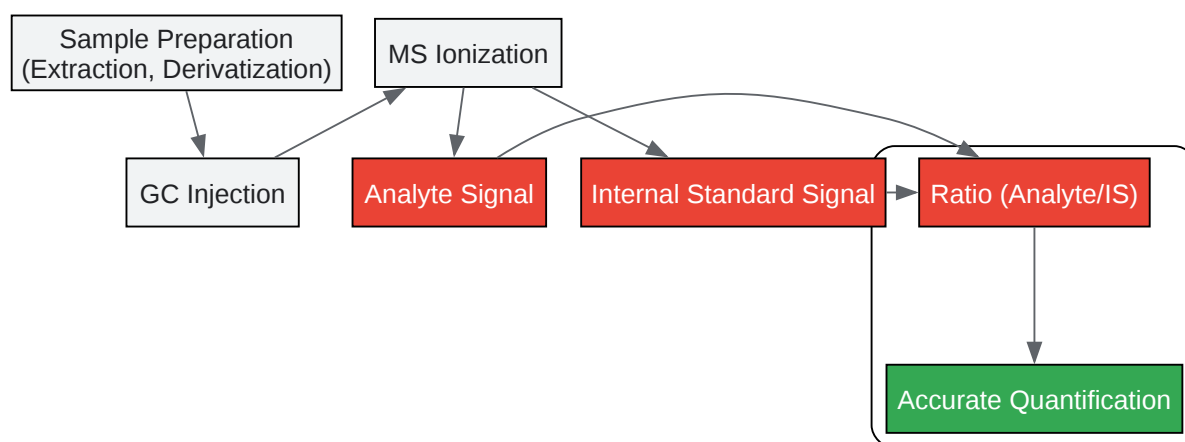 Sample Preparation
(Extraction, Derivatization)
MS Ionization
GC Injection
Analyte Signal
Internal Standard Signal
Ratio (Analyte/IS)
Accurate Quantification